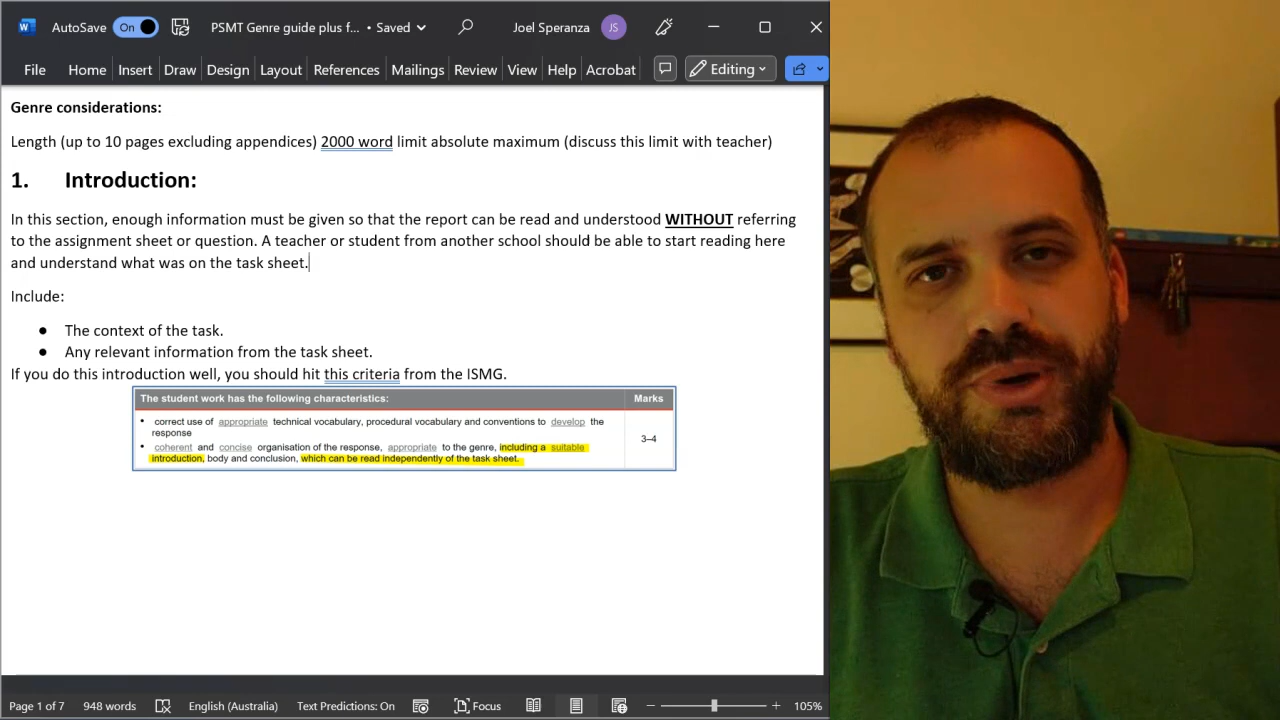 AutoSave On PSMT Genre guide plus f... • Saved Joel Speranza JS
File Home Insert Draw Design Layout References Mailings Review View Help Acrobat Editing
Genre considerations:
Length (up to 10 pages excluding appendices) 2000 word limit absolute maximum (discuss this limit with teacher)
1. Introduction:
In this section, enough information must be given so that the report can be read and understood WITHOUT referring
to the assignment sheet or question. A teacher or student from another school should be able to start reading here
and understand what was on the task sheet.
Include:
● The context of the task.
● Any relevant information from the task sheet.
If you do this introduction well, you should hit this criteria from the ISMG.
The student work has the following characteristics: Marks
• correct use of appropriate technical vocabulary, procedural vocabulary and conventions to develop the
response
• coherent and concise organisation of the response, appropriate to the genre, including a suitable
introduction, body and conclusion, which can be read independently of the task sheet.
3–4
Page 1 of 7 948 words English (Australia) Text Predictions: On Focus 105%